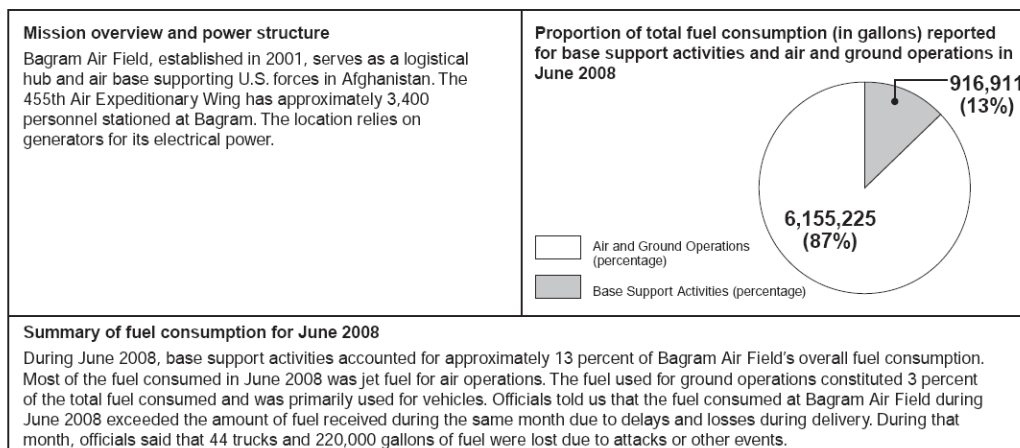 Mission overview and power structure
Bagram Air Field, established in 2001, serves as a logistical
hub and air base supporting U.S. forces in Afghanistan. The
455th Air Expeditionary Wing has approximately 3,400
personnel stationed at Bagram. The location relies on
generators for its electrical power.
Proportion of total fuel consumption (in gallons) reported
for base support activities and air and ground operations in
June 2008
916,911
(13%)
6,155,225
(87%)
Air and Ground Operations
(percentage)
Base Support Activities (percentage)
Summary of fuel consumption for June 2008
During June 2008, base support activities accounted for approximately 13 percent of Bagram Air Field's overall fuel consumption.
Most of the fuel consumed in June 2008 was jet fuel for air operations. The fuel used for ground operations constituted 3 percent
of the total fuel consumed and was primarily used for vehicles. Officials told us that the fuel consumed at Bagram Air Field during
June 2008 exceeded the amount of fuel received during the same month due to delays and losses during delivery. During that
month, officials said that 44 trucks and 220,000 gallons of fuel were lost due to attacks or other events.